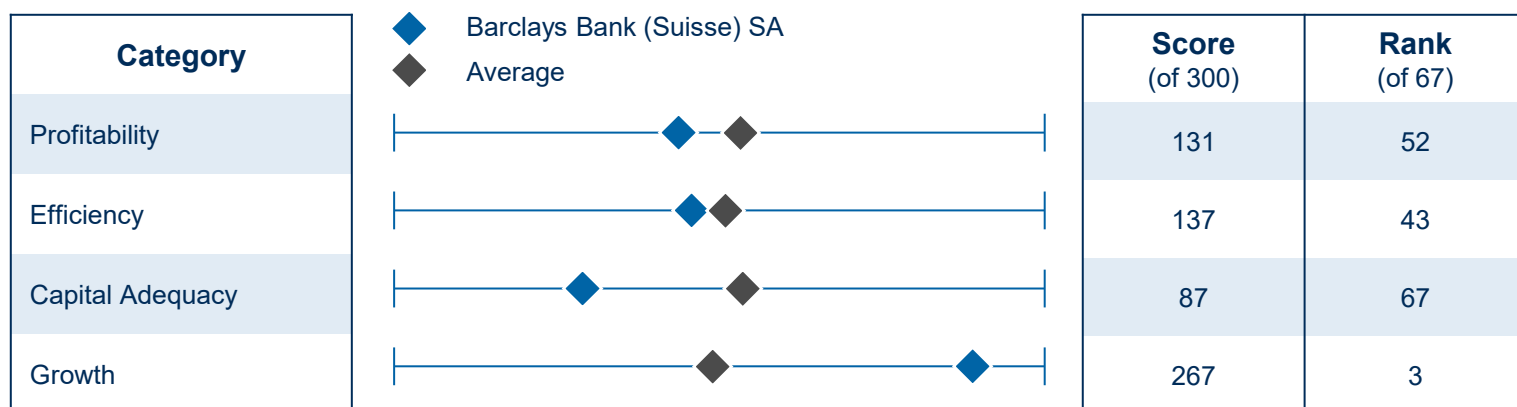 Category
Barclays Bank (Suisse) SA
Average
Score
(of 300)
Rank
(of 67)
Profitability
131
52
Efficiency
137
43
Capital Adequacy
87
67
Growth
267
3